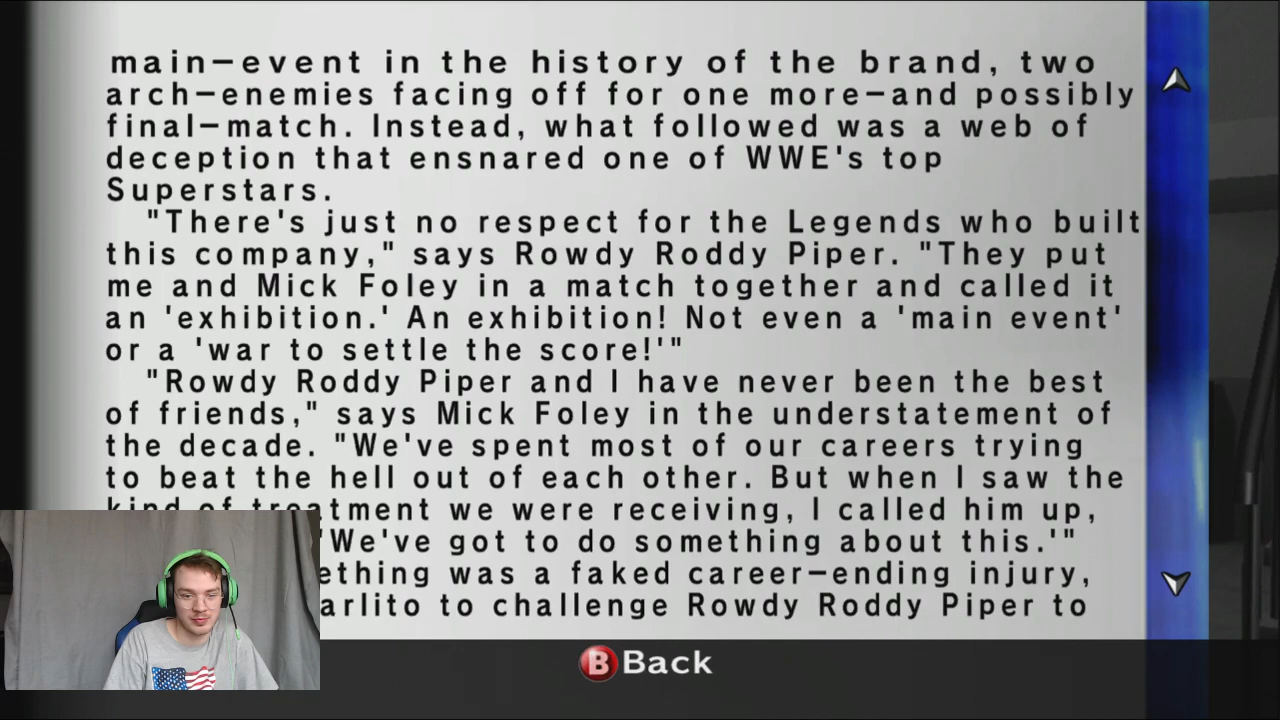 main-event in the history of the brand, two
arch-enemies facing off for one more-and possibly
final-match. Instead, what followed was a web of
deception that ensnared one of WWE's top
Superstars.
"There's just no respect for the Legends who built
this company," says Rowdy Roddy Piper. "They put
me and Mick Foley in a match together and called it
an 'exhibition.' An exhibition! Not even a 'main event'
or a 'war to settle the score!'"
"Rowdy Roddy Piper and I have never been the best
of friends," says Mick Foley in the understatement of
the decade. "We've spent most of our careers trying
to beat the hell out of each other. But when I saw the
kind of treatment we were receiving, I called him up,
'We've got to do something about this.'"
ething was a faked career-ending injury,
arlito to challenge Rowdy Roddy Piper to
B Back